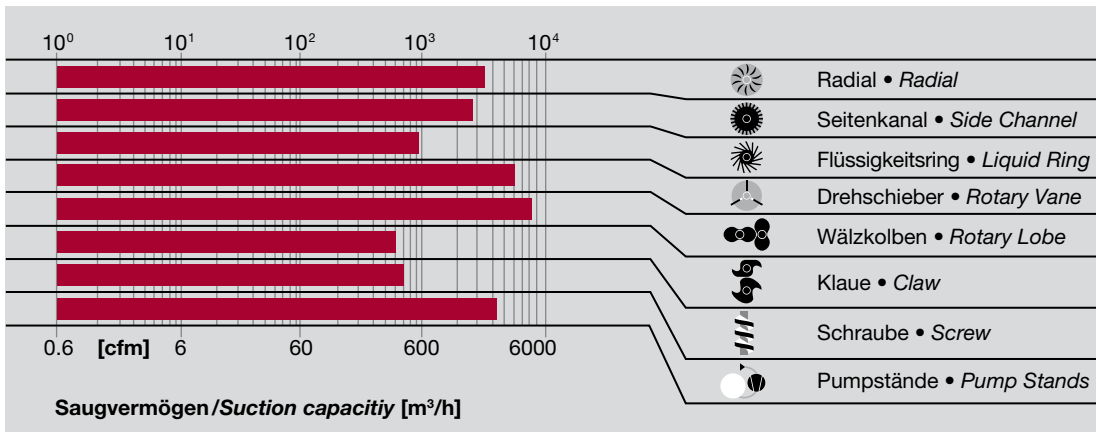 10⁰ 10¹ 10² 10³ 10⁴
Radial • Radial
Seitenkanal • Side Channel
Flüssigkeitsring • Liquid Ring
Drehschieber • Rotary Vane
Wälzkolben • Rotary Lobe
Klaue • Claw
Schraube • Screw
Pumpstände • Pump Stands
0.6 [cfm] 6 60 600 6000
Saugvermögen/Suction capacitiy [m³/h]